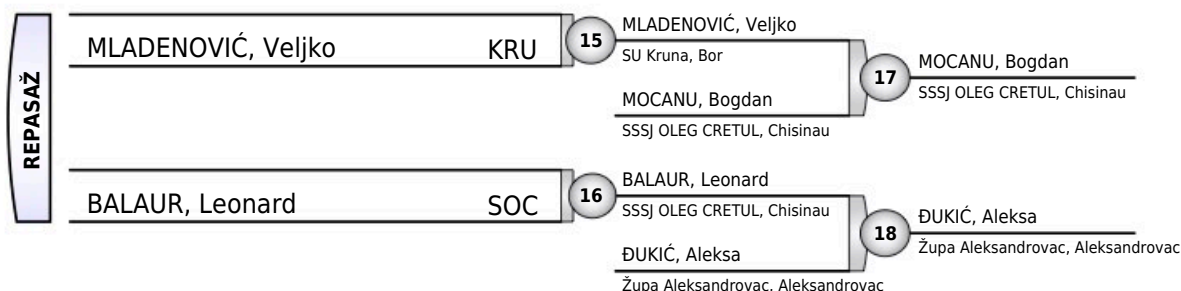 REPASAŽ
MLADENOVIĆ, Veljko KRU
15
MLADENOVIĆ, Veljko
SU Kruna, Bor
MOCANU, Bogdan
SSSJ OLEG CRETUL, Chisinau
17
MOCANU, Bogdan
SSSJ OLEG CRETUL, Chisinau
BALAUR, Leonard SOC
16
BALAUR, Leonard
SSSJ OLEG CRETUL, Chisinau
ĐUKIĆ, Aleksa
Župa Aleksandrovac, Aleksandrovac
18
ĐUKIĆ, Aleksa
Župa Aleksandrovac, Aleksandrovac